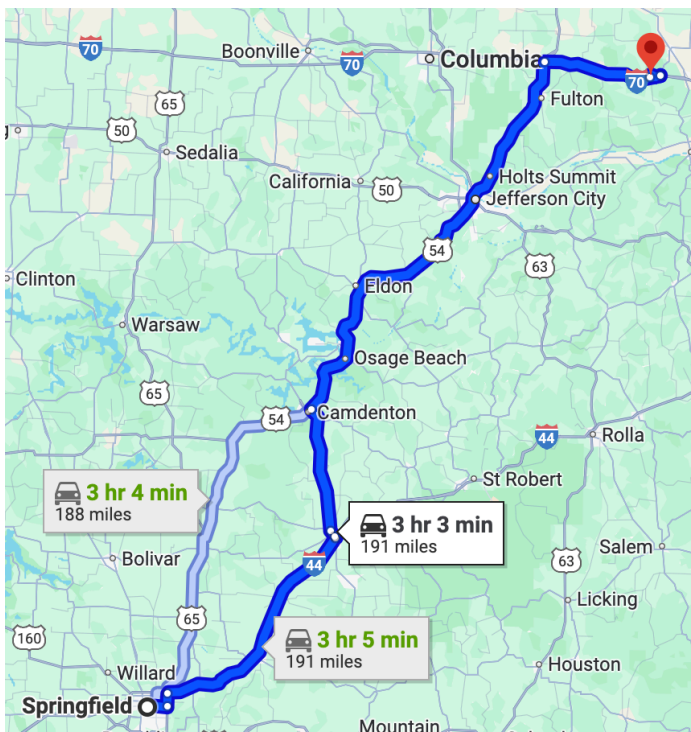 70
Boonville
70
Columbia
70
Fulton
65
50
Sedalia
California
50
Holts Summit
Jefferson City
54
63
Clinton
Eldon
Warsaw
Osage Beach
65
54
Camdenton
44
Rolla
3 hr 4 min
188 miles
St Robert
3 hr 3 min
191 miles
Bolivar
44
63
Salem
Licking
65
160
3 hr 5 min
191 miles
Willard
Houston
Springfield
Mountain